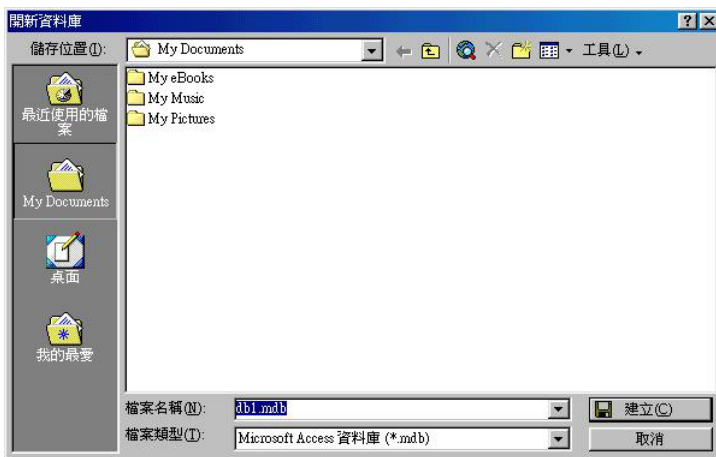 開新資料庫
儲存位置(I):
My Documents
工具(L)
My eBooks
My Music
My Pictures
最近使用的檔
案
My Documents
桌面
我的最愛
檔案名稱(N):
db1.mdb
建立(C)
檔案類型(T):
Microsoft Access 資料庫 (*.mdb)
取消